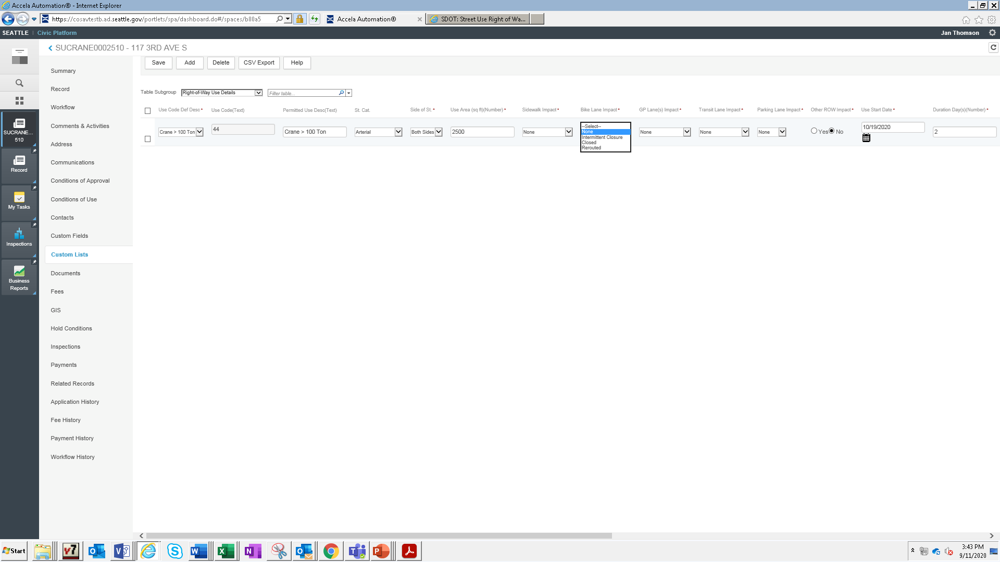 Accela Automation® - Internet Explorer
https://cosavtestb.ad.seattle.gov/portlets/spa/dashboard.do#/spaces/b80a5
Accela Automation®
SDOT: Street Use Right of Wa...
SEATTLE | Civic Platform
Jan Thomson
SUCRANE0002510 - 117 3RD AVE S
Save Add Delete CSV Export Help
Table Subgroup Right-of-Way Use Details Filter table...
Use Code Def Desc* Use Code(Text) Permitted Use Desc(Text) St. Cat. Side of St. * Use Area (sq ft)(Number) * Sidewalk Impact * Bike Lane Impact * GP Lane(s) Impact * Transit Lane Impact * Parking Lane Impact * Other ROW Impact * Use Start Date * Duration Day(s)(Number) *
Crane > 100 Ton 44 Crane > 100 Ton Arterial Both Sides 2500 None
--Select--
None
Intermittent Closure
Closed
Rerouted
None None None Yes No 10/19/2020 2
Summary
Record
Workflow
Comments & Activities
Address
Communications
Conditions of Approval
Conditions of Use
Contacts
Custom Fields
Custom Lists
Documents
Fees
GIS
Hold Conditions
Inspections
Payments
Related Records
Application History
Fee History
Payment History
Workflow History
SUCRANE...
510
Record
My Tasks
Inspections
Business
Reports
Start
3:43 PM
9/11/2020